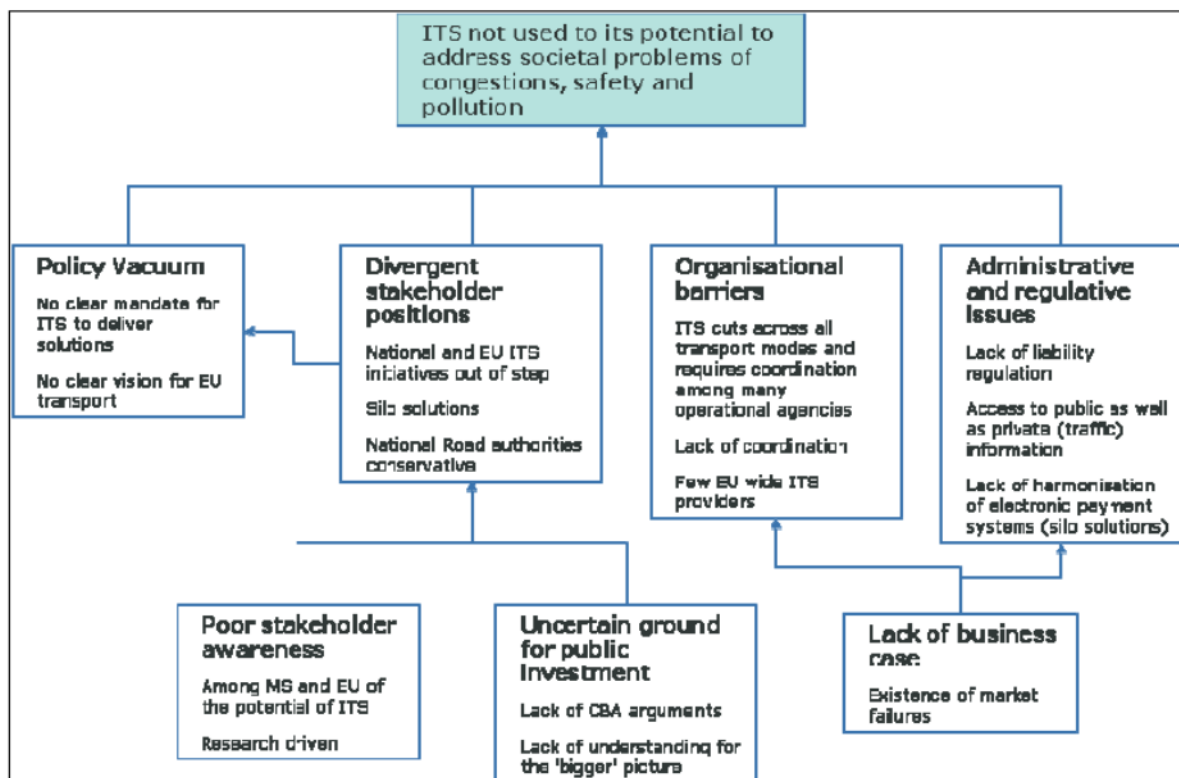 ITS not used to its potential to
address societal problems of
congestions, safety and
pollution
Policy Vacuum
No clear mandate for
ITS to deliver
solutions
No clear vision for EU
transport
Divergent
stakeholder
positions
National and EU ITS
initiatives out of step
Silo solutions
National Road authorities
conservative
Organisational
barriers
ITS cuts across all
transport modes and
requires coordination
among many
operational agencies
Lack of coordination
Few EU wide ITS
providers
Administrative
and regulative
issues
Lack of liability
regulation
Access to public as well
as private (traffic)
information
Lack of harmonisation
of electronic payment
systems (silo solutions)
Poor stakeholder
awareness
Among MS and EU of
the potential of ITS
Research driven
Uncertain ground
for public
investment
Lack of CBA arguments
Lack of understanding for
the 'bigger' picture
Lack of business
case
Existence of market
failures